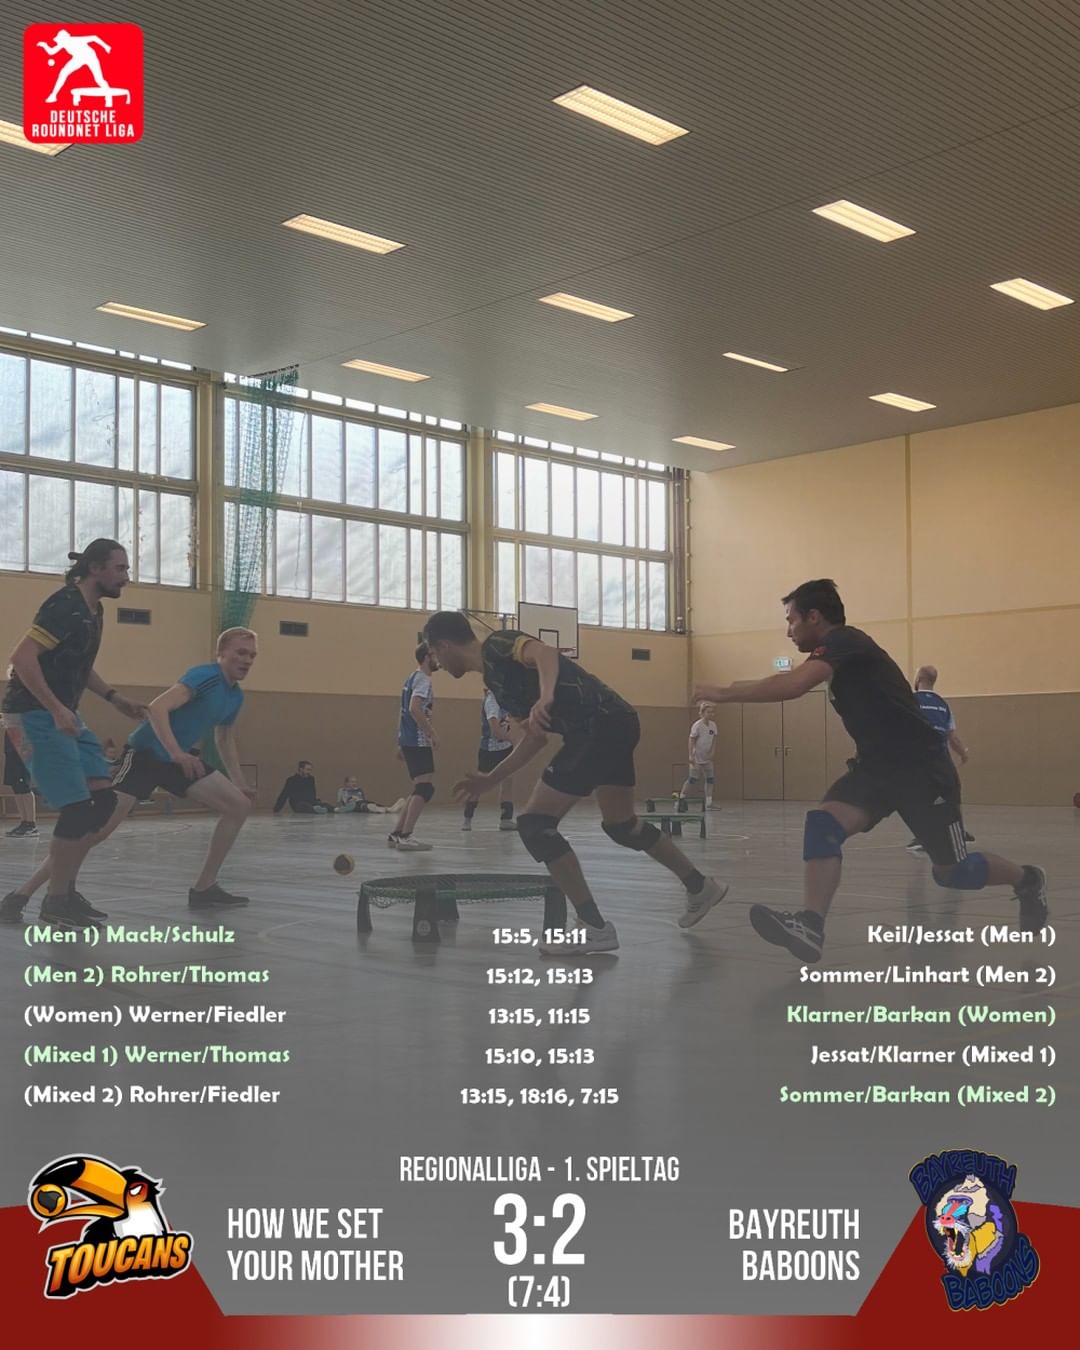 DEUTSCHE
ROUNDNET LIGA
(Men 1) Mack/Schulz 15:5, 15:11 Keil/Jessat (Men 1)
(Men 2) Rohrer/Thomas 15:12, 15:13 Sommer/Linhart (Men 2)
(Women) Werner/Fiedler 13:15, 11:15 Klarner/Barkan (Women)
(Mixed 1) Werner/Thomas 15:10, 15:13 Jessat/Klarner (Mixed 1)
(Mixed 2) Rohrer/Fiedler 13:15, 18:16, 7:15 Sommer/Barkan (Mixed 2)
REGIONALLIGA - 1. SPIELTAG
TOUCANS
HOW WE SET
YOUR MOTHER
3:2
(7:4)
BAYREUTH
BABOONS
BAYREUTH
BABOONS